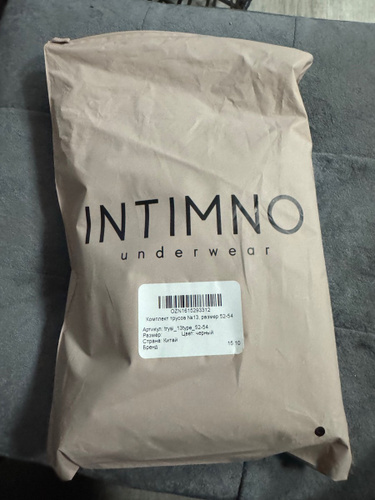 INTIMNO
underwear
OZN1615293312
Комплект трусов №13, размер 52-54
Артикул: trysi_13type_52-54
Размер: Цвет: черный
Страна: Китай
Бренд: 15.10